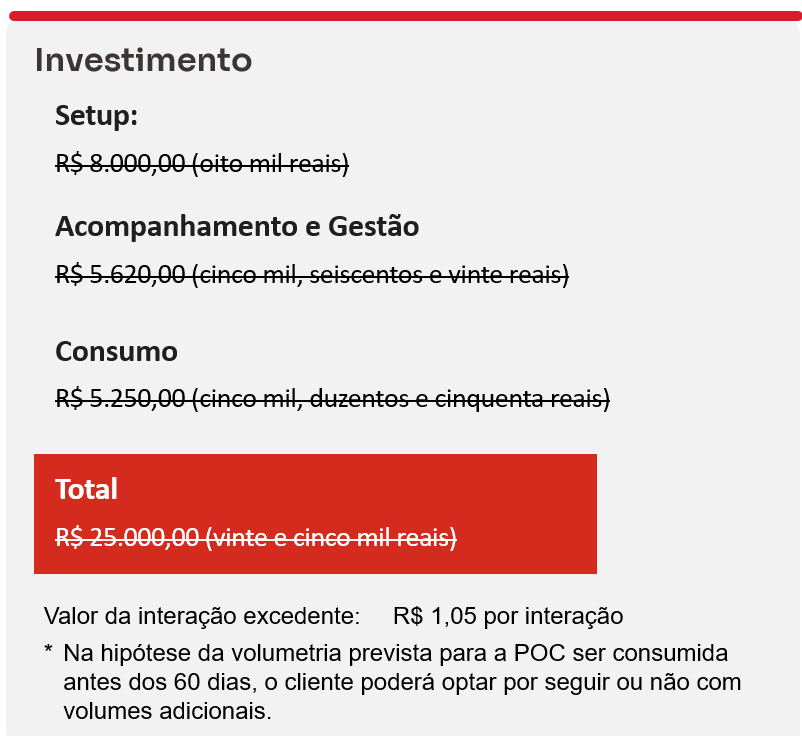 Investimento
Setup:
R$ 8.000,00 (oito mil reais)
Acompanhamento e Gestão
R$ 5.620,00 (cinco mil, seiscentos e vinte reais)
Consumo
R$ 5.250,00 (cinco mil, duzentos e cinquenta reais)
Total
R$ 25.000,00 (vinte e cinco mil reais)
Valor da interação excedente: R$ 1,05 por interação
* Na hipótese da volumetria prevista para a POC ser consumida
antes dos 60 dias, o cliente poderá optar por seguir ou não com
volumes adicionais.